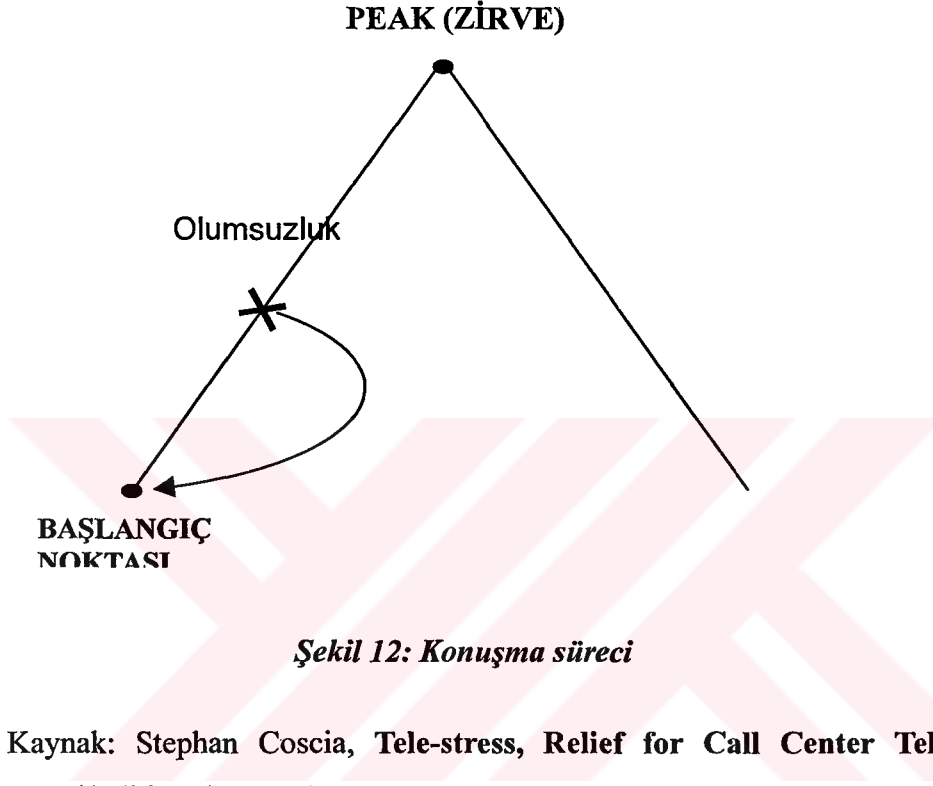 PEAK (ZİRVE)
Olumsuzluk
BAŞLANGIÇ
NOKTASI
Şekil 12: Konuşma süreci
Kaynak: Stephan Coscia, Tele-stress, Relief for Call Center Tel